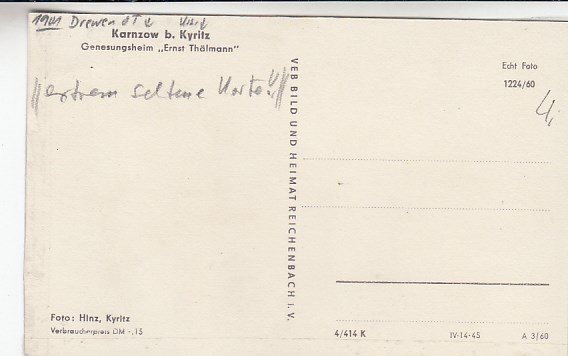 Drewen
Karnzow b. Kyritz
Genesungsheim „Ernst Thälmann"
extrem seltene Karte!
VEB BILD UND HEIMAT REICHENBACH i. V.
Echt Foto
1224/60
4,
Foto: Hinz, Kyritz
Verbraucherpreis DM -,15
4/414 K
IV-14-45
A 3/60